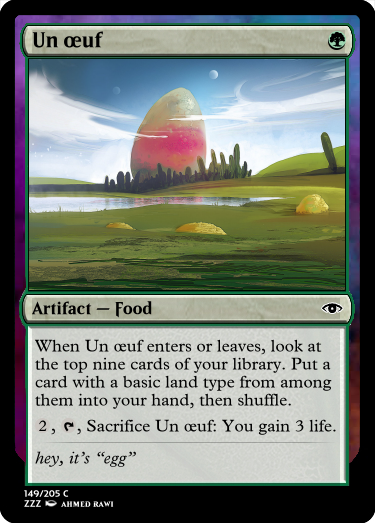 Un œuf
Artifact — Food
When Un œuf enters or leaves, look at
the top nine cards of your library. Put a
card with a basic land type from among
them into your hand, then shuffle.
2 , , Sacrifice Un œuf: You gain 3 life.
hey, it's “egg”
149/205 C
ZZZ AHMED RAWI